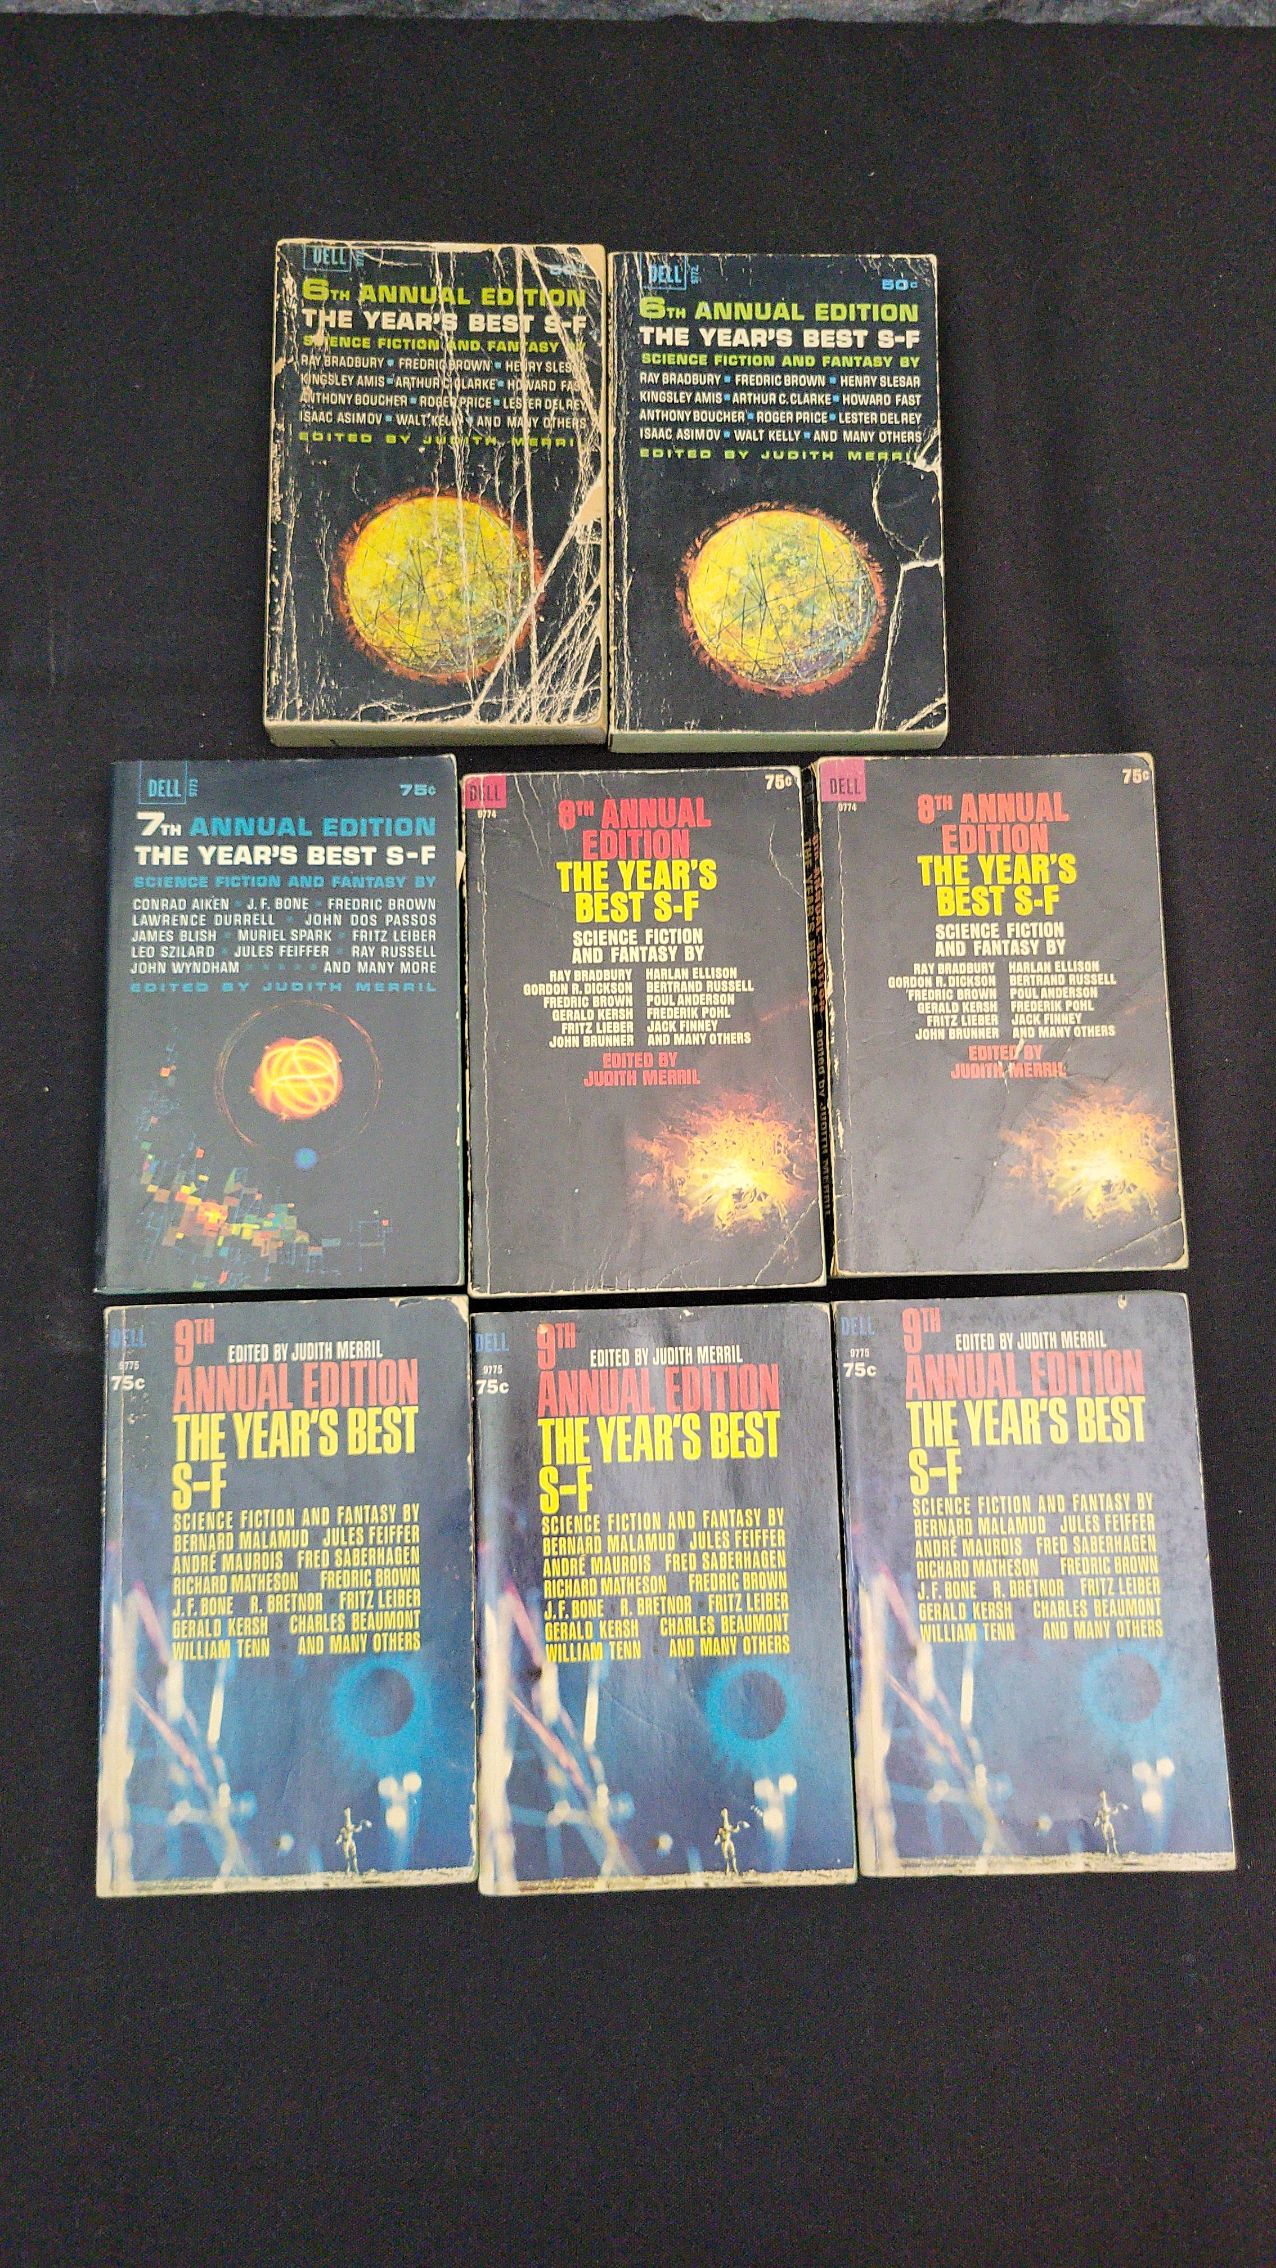 DELL
6TH ANNUAL EDITION
THE YEAR'S BEST S-F
SCIENCE FICTION AND FANTASY BY
RAY BRADBURY ▪ FREDRIC BROWN ▪ HENRY SLESAR
KINGSLEY AMIS ▪ ARTHUR C. CLARKE ▪ HOWARD FAST
ANTHONY BOUCHER ▪ ROGER PRICE ▪ LESTER DEL REY
ISAAC ASIMOV ▪ WALT KELLY ▪ AND MANY OTHERS
EDITED BY JUDITH MERRIL
DELL 9772 50c
6TH ANNUAL EDITION
THE YEAR'S BEST S-F
SCIENCE FICTION AND FANTASY BY
RAY BRADBURY ▪ FREDRIC BROWN ▪ HENRY SLESAR
KINGSLEY AMIS ▪ ARTHUR C. CLARKE ▪ HOWARD FAST
ANTHONY BOUCHER ▪ ROGER PRICE ▪ LESTER DEL REY
ISAAC ASIMOV ▪ WALT KELLY ▪ AND MANY OTHERS
EDITED BY JUDITH MERRIL
DELL 9773 75c
7TH ANNUAL EDITION
THE YEAR'S BEST S-F
SCIENCE FICTION AND FANTASY BY
CONRAD AIKEN ▪ J. F. BONE ▪ FREDRIC BROWN
LAWRENCE DURRELL ▪ JOHN DOS PASSOS
JAMES BLISH ▪ MURIEL SPARK ▪ FRITZ LEIBER
LEO SZILARD ▪ JULES FEIFFER ▪ RAY RUSSELL
JOHN WYNDHAM ▪ ▪ ▪ ▪ ▪ AND MANY MORE
EDITED BY JUDITH MERRIL
DELL 75c
9774
8TH ANNUAL
EDITION
THE YEAR'S
BEST S-F
SCIENCE FICTION
AND FANTASY BY
RAY BRADBURY HARLAN ELLISON
GORDON R. DICKSON BERTRAND RUSSELL
FREDRIC BROWN POUL ANDERSON
GERALD KERSH FREDERIK POHL
FRITZ LIEBER JACK FINNEY
JOHN BRUNNER AND MANY OTHERS
EDITED BY
JUDITH MERRIL
edited by JUDITH MERRIL
DELL 75c
9774
8TH ANNUAL
EDITION
THE YEAR'S
BEST S-F
SCIENCE FICTION
AND FANTASY BY
RAY BRADBURY HARLAN ELLISON
GORDON R. DICKSON BERTRAND RUSSELL
FREDRIC BROWN POUL ANDERSON
GERALD KERSH FREDERIK POHL
FRITZ LIEBER JACK FINNEY
JOHN BRUNNER AND MANY OTHERS
EDITED BY
JUDITH MERRIL
DELL
9775
75c
9TH
EDITED BY JUDITH MERRIL
ANNUAL EDITION
THE YEAR'S BEST
S-F
SCIENCE FICTION AND FANTASY BY
BERNARD MALAMUD JULES FEIFFER
ANDRÉ MAUROIS FRED SABERHAGEN
RICHARD MATHESON FREDRIC BROWN
J. F. BONE R. BRETNOR FRITZ LEIBER
GERALD KERSH CHARLES BEAUMONT
WILLIAM TENN AND MANY OTHERS
DELL
9775
75c
9TH
EDITED BY JUDITH MERRIL
ANNUAL EDITION
THE YEAR'S BEST
S-F
SCIENCE FICTION AND FANTASY BY
BERNARD MALAMUD JULES FEIFFER
ANDRÉ MAUROIS FRED SABERHAGEN
RICHARD MATHESON FREDRIC BROWN
J. F. BONE R. BRETNOR FRITZ LEIBER
GERALD KERSH CHARLES BEAUMONT
WILLIAM TENN AND MANY OTHERS
DELL
9775
75c
9TH
EDITED BY JUDITH MERRIL
ANNUAL EDITION
THE YEAR'S BEST
S-F
SCIENCE FICTION AND FANTASY BY
BERNARD MALAMUD JULES FEIFFER
ANDRÉ MAUROIS FRED SABERHAGEN
RICHARD MATHESON FREDRIC BROWN
J. F. BONE R. BRETNOR FRITZ LEIBER
GERALD KERSH CHARLES BEAUMONT
WILLIAM TENN AND MANY OTHERS